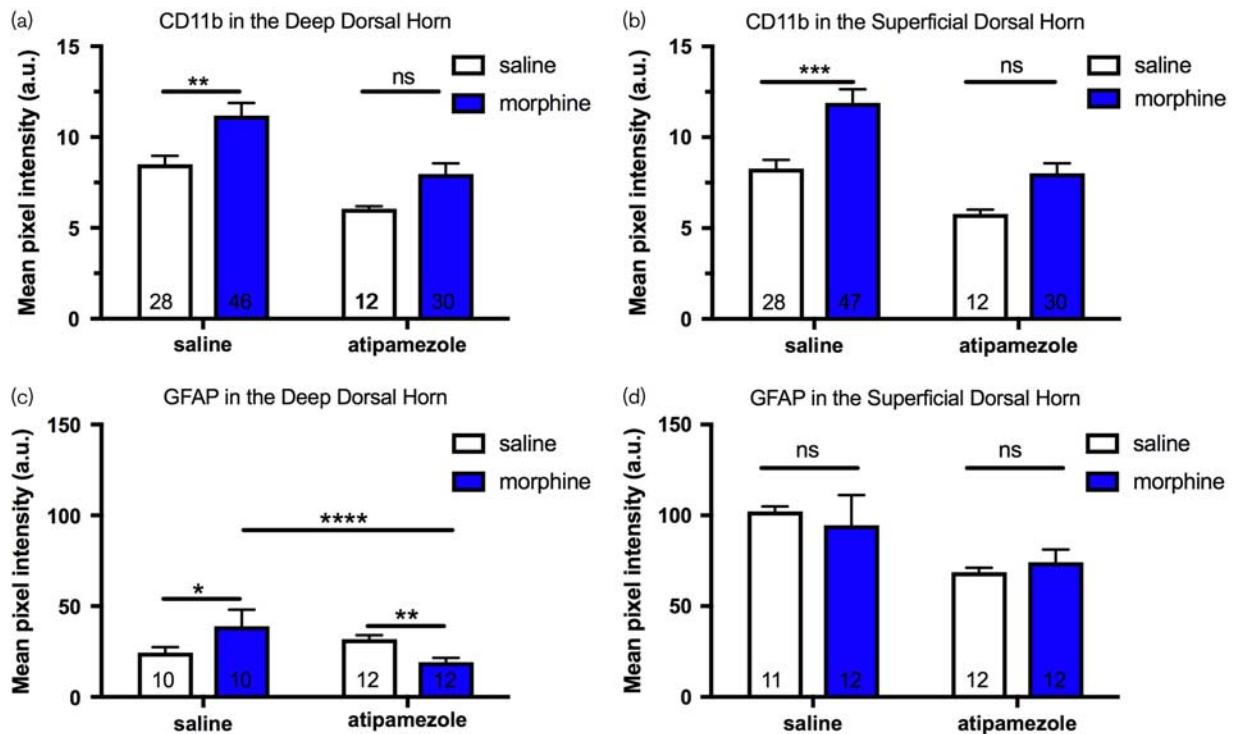 (a)
CD11b in the Deep Dorsal Horn
Mean pixel intensity (a.u.)
15
10
5
0
**
ns
saline
morphine
28
46
12
30
saline
atipamezole
(b)
CD11b in the Superficial Dorsal Horn
Mean pixel intensity (a.u.)
15
10
5
0
***
ns
saline
morphine
28
47
12
30
saline
atipamezole
(c)
GFAP in the Deep Dorsal Horn
Mean pixel intensity (a.u.)
150
100
50
0
saline
morphine
****
*
**
10
10
12
12
saline
atipamezole
(d)
GFAP in the Superficial Dorsal Horn
Mean pixel intensity (a.u.)
150
100
50
0
ns
ns
saline
morphine
11
12
12
12
saline
atipamezole